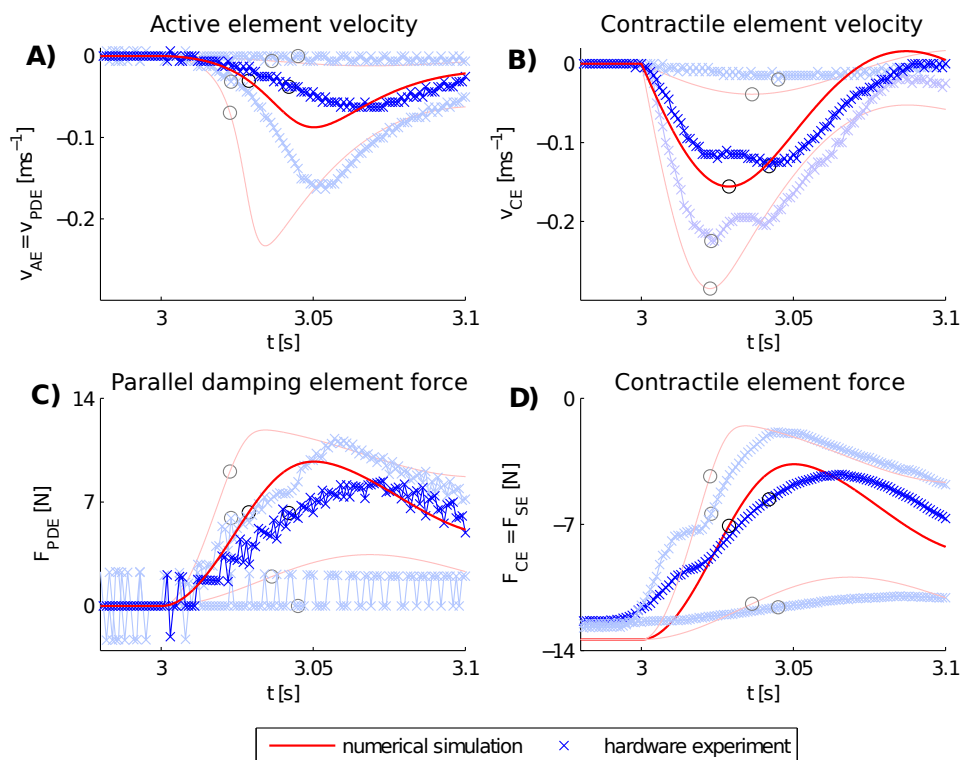 Active element velocity
Contractile element velocity
A)
B)
0
−0.1
−0.2
v_AE = v_PDE [ms⁻¹]
3
3.05
3.1
t [s]
0
−0.1
−0.2
v_CE [ms⁻¹]
3
3.05
3.1
t [s]
Parallel damping element force
Contractile element force
C)
D)
14
7
0
F_PDE [N]
3
3.05
3.1
t [s]
0
−7
−14
F_CE = F_SE [N]
3
3.05
3.1
t [s]
numerical simulation
hardware experiment